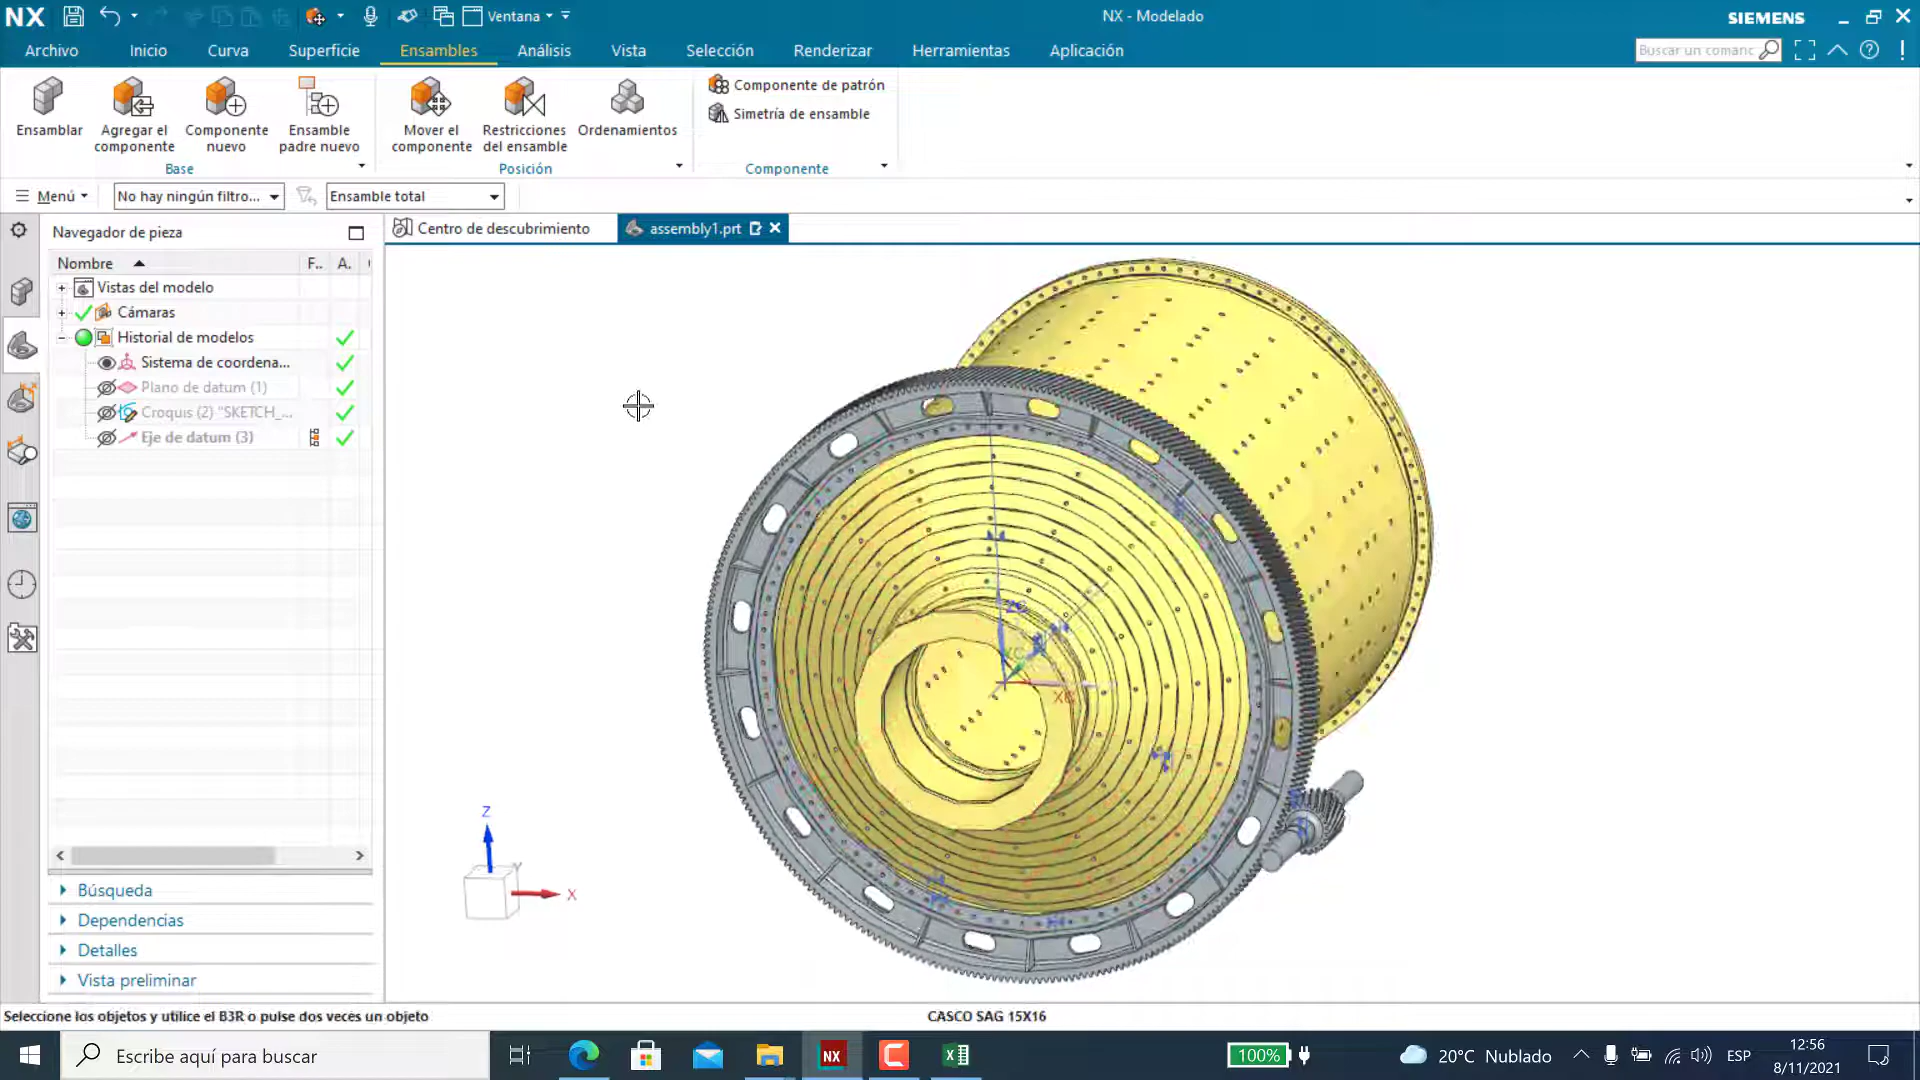 NX
Ventana
NX - Modelado
SIEMENS
Archivo
Inicio
Curva
Superficie
Ensambles
Análisis
Vista
Selección
Renderizar
Herramientas
Aplicación
Buscar un comanc
Ensamblar
Agregar el
componente
Componente
nuevo
Ensamble
padre nuevo
Mover el
componente
Restricciones
del ensamble
Ordenamientos
Componente de patrón
Simetría de ensamble
Base
Posición
Componente
Menú
No hay ningún filtro...
Ensamble total
Navegador de pieza
Centro de descubrimiento
assembly1.prt
Nombre
F..
A.
Vistas del modelo
Cámaras
Historial de modelos
Sistema de coordena...
Plano de datum (1)
Croquis (2) "SKETCH_...
Eje de datum (3)
Z
Y
X
Búsqueda
Dependencias
Detalles
Vista preliminar
Seleccione los objetos y utilice el B3R o pulse dos veces un objeto
CASCO SAG 15X16
Escribe aquí para buscar
NX
100%
20°C Nublado
ESP
12:56
8/11/2021